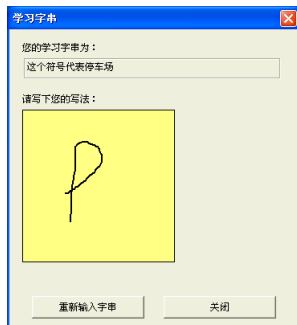 学习字串
您的学习字串为：
这个符号代表停车场
请写下您的写法：
P
重新输入字串
关闭